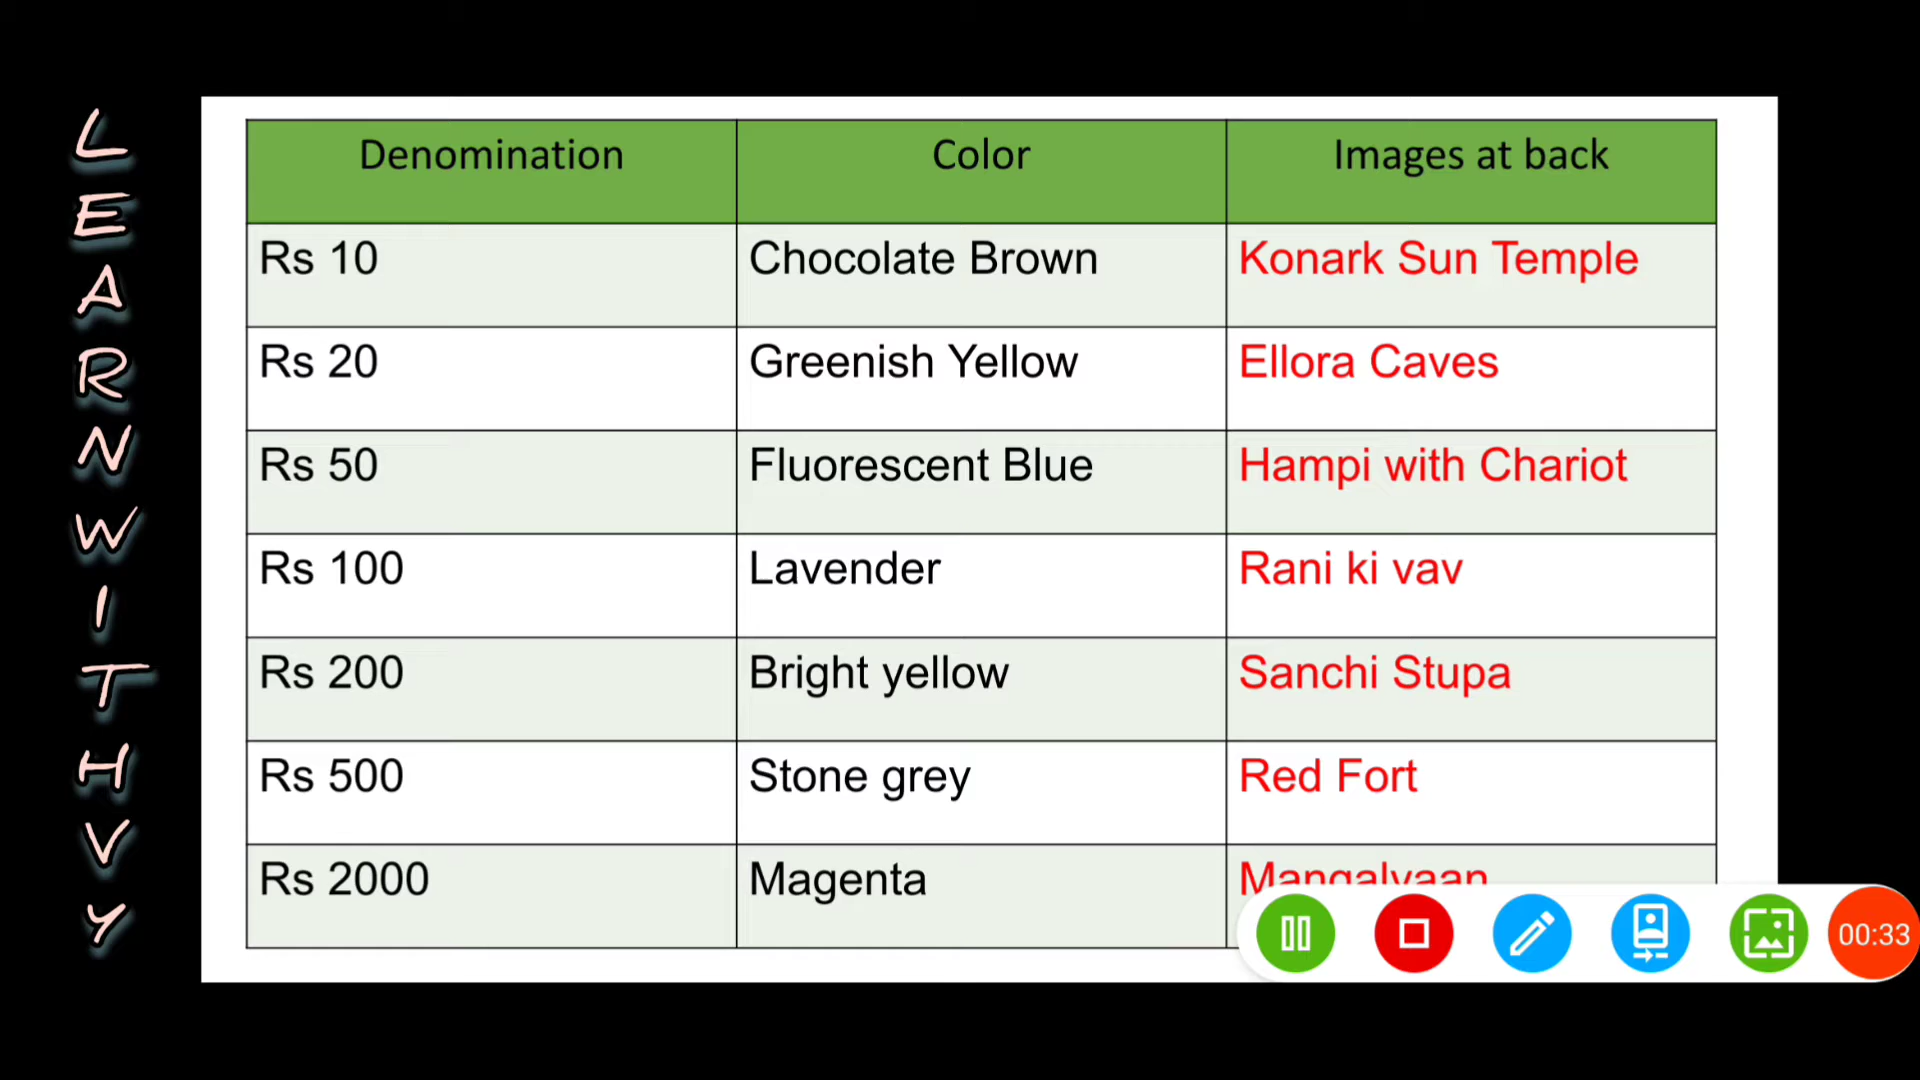 LEARNWITHVY
Denomination Color Images at back
Rs 10 Chocolate Brown Konark Sun Temple
Rs 20 Greenish Yellow Ellora Caves
Rs 50 Fluorescent Blue Hampi with Chariot
Rs 100 Lavender Rani ki vav
Rs 200 Bright yellow Sanchi Stupa
Rs 500 Stone grey Red Fort
Rs 2000 Magenta Mangalyaan
00:33